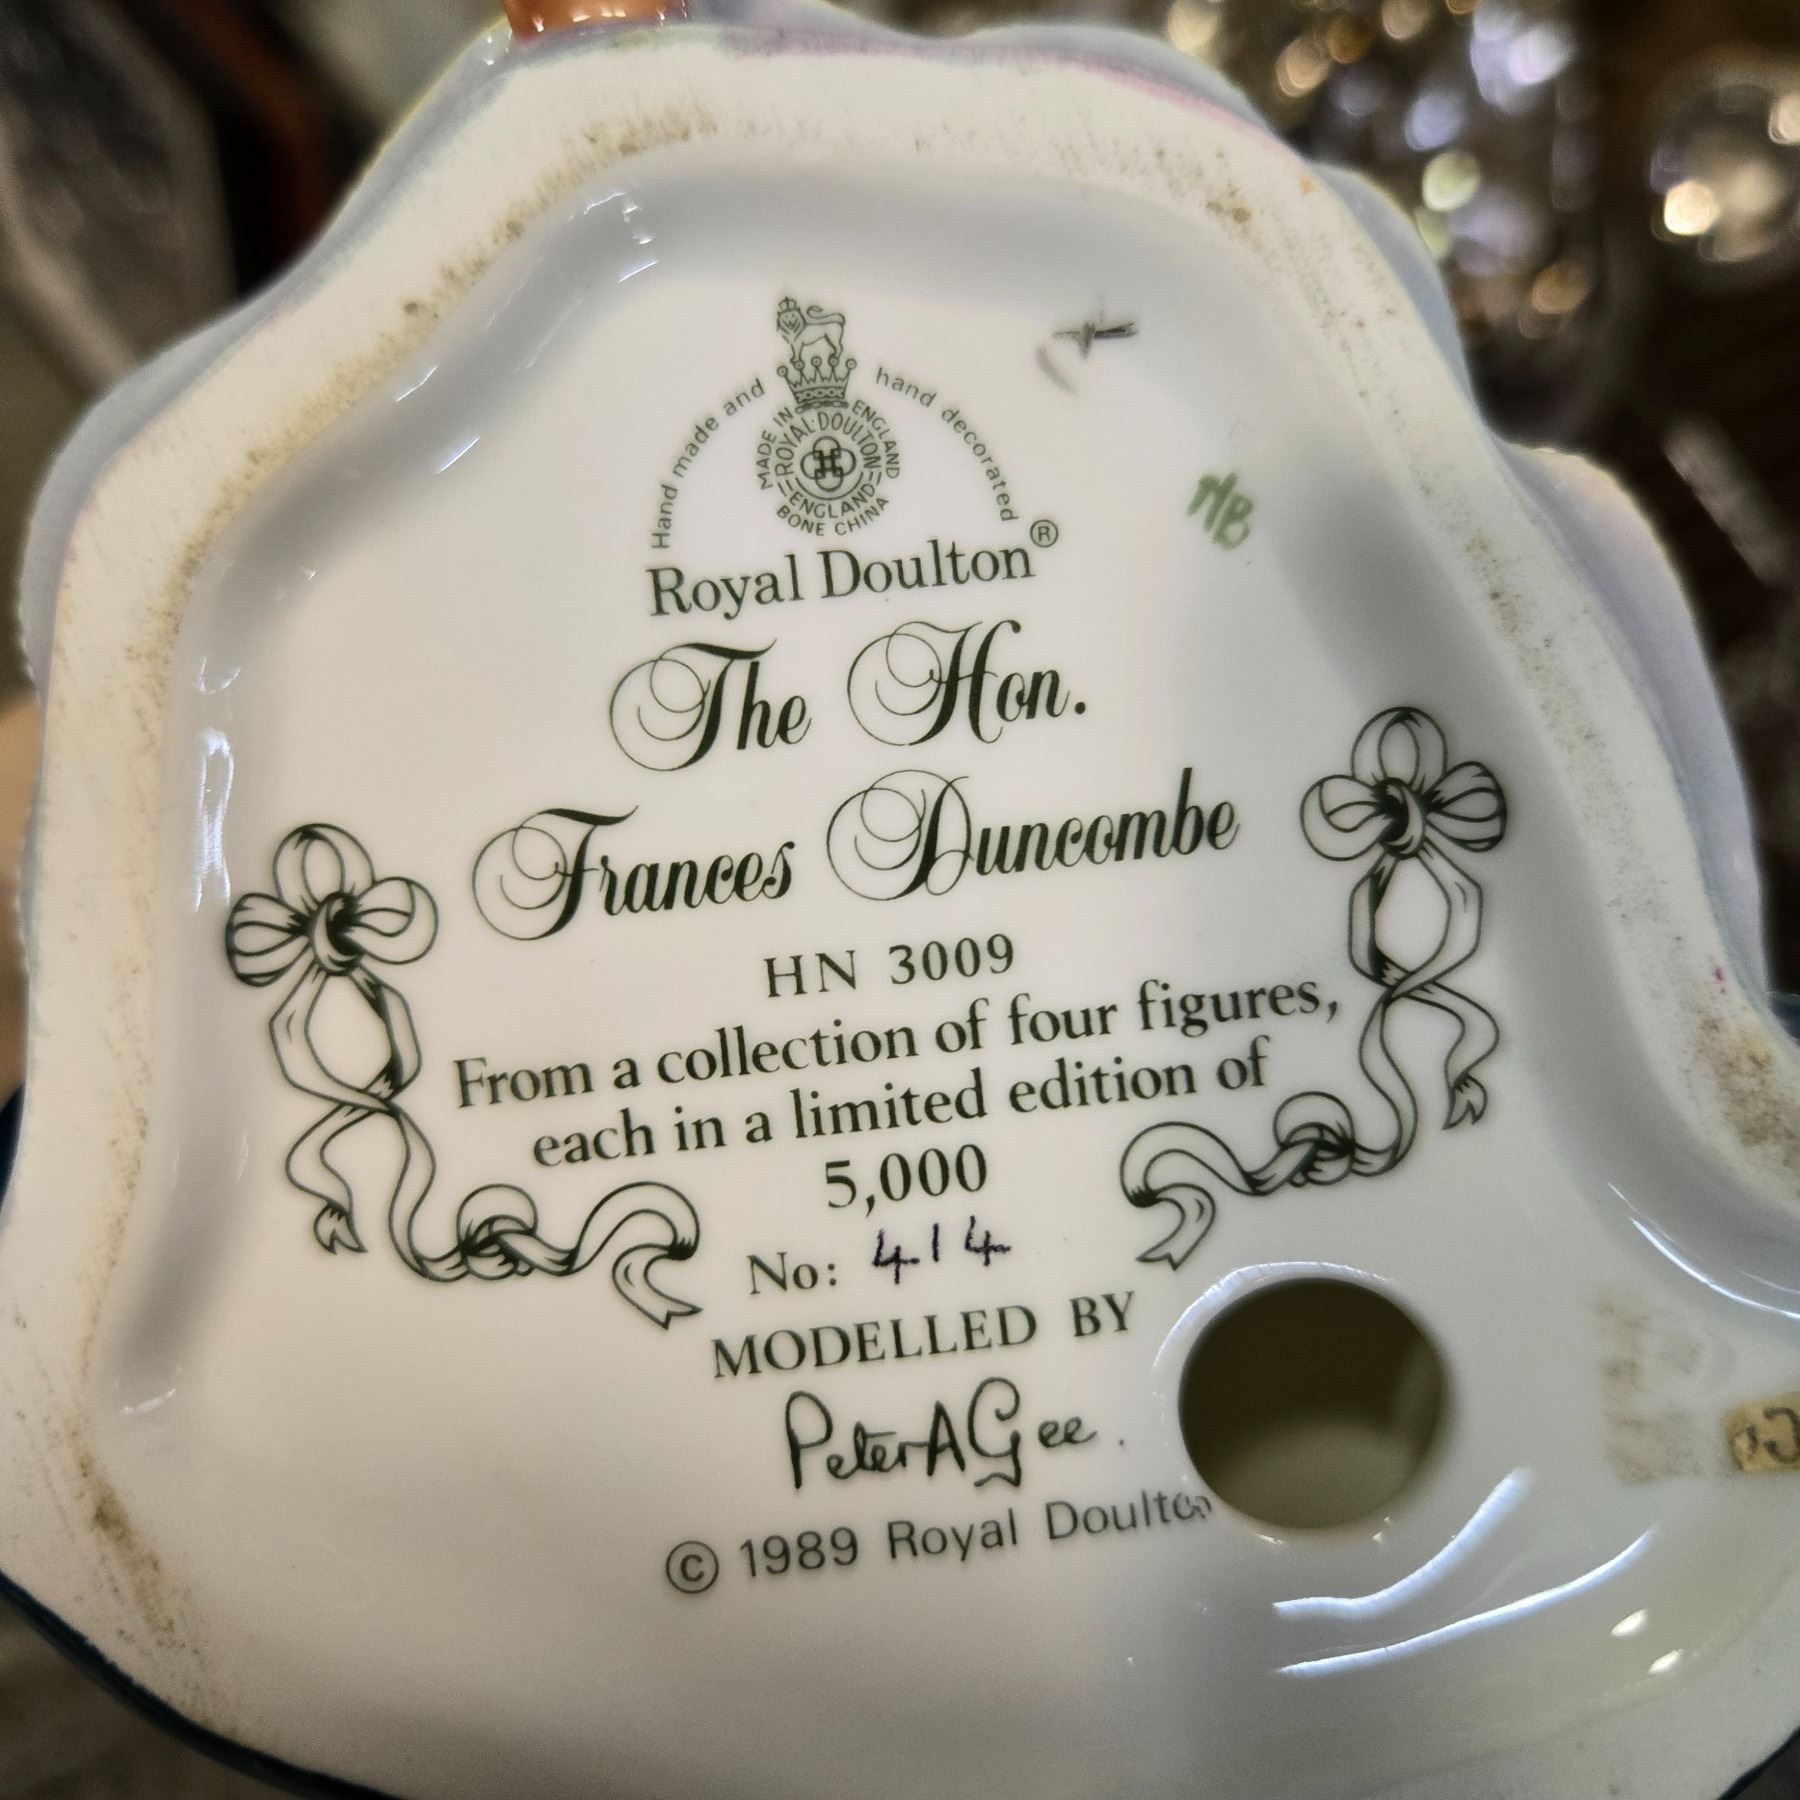 Hand made and hand decorated
MADE IN ENGLAND
ROYAL DOULTON
ENGLAND
BONE CHINA
Royal Doulton®
The Hon.
Frances Duncombe
HN 3009
From a collection of four figures,
each in a limited edition of
5,000
No: 414
MODELLED BY
Peter A Gee.
© 1989 Royal Doulton